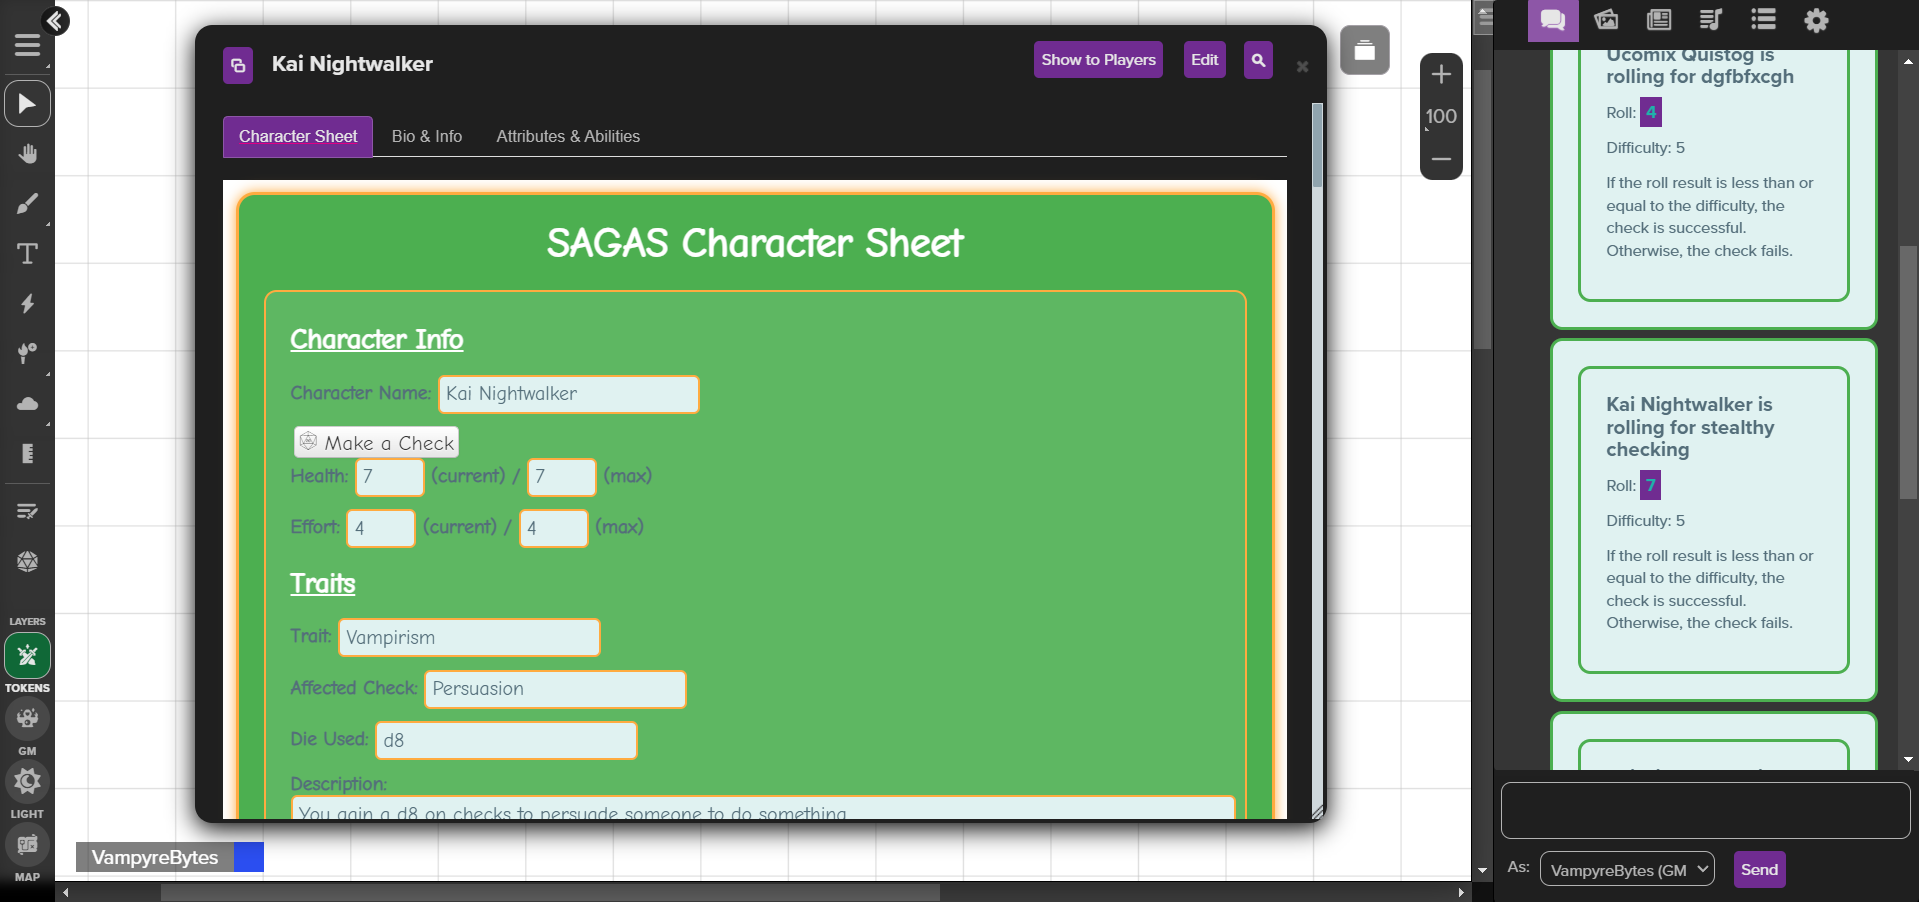 Kai Nightwalker
Show to Players
Edit
Character Sheet
Bio & Info
Attributes & Abilities
SAGAS Character Sheet
Character Info
Character Name: Kai Nightwalker
Make a Check
Health: 7 (current) / 7 (max)
Effort: 4 (current) / 4 (max)
Traits
Trait: Vampirism
Affected Check: Persuasion
Die Used: d8
Description:
You gain a d8 on checks to persuade someone to do something
LAYERS
TOKENS
GM
LIGHT
MAP
VampyreBytes
100
Ucomix Quistog is
rolling for dgfbfxcgh
Roll: 4
Difficulty: 5
If the roll result is less than or
equal to the difficulty, the
check is successful.
Otherwise, the check fails.
Kai Nightwalker is
rolling for stealthy
checking
Roll: 7
Difficulty: 5
If the roll result is less than or
equal to the difficulty, the
check is successful.
Otherwise, the check fails.
As: VampyreBytes (GM
Send